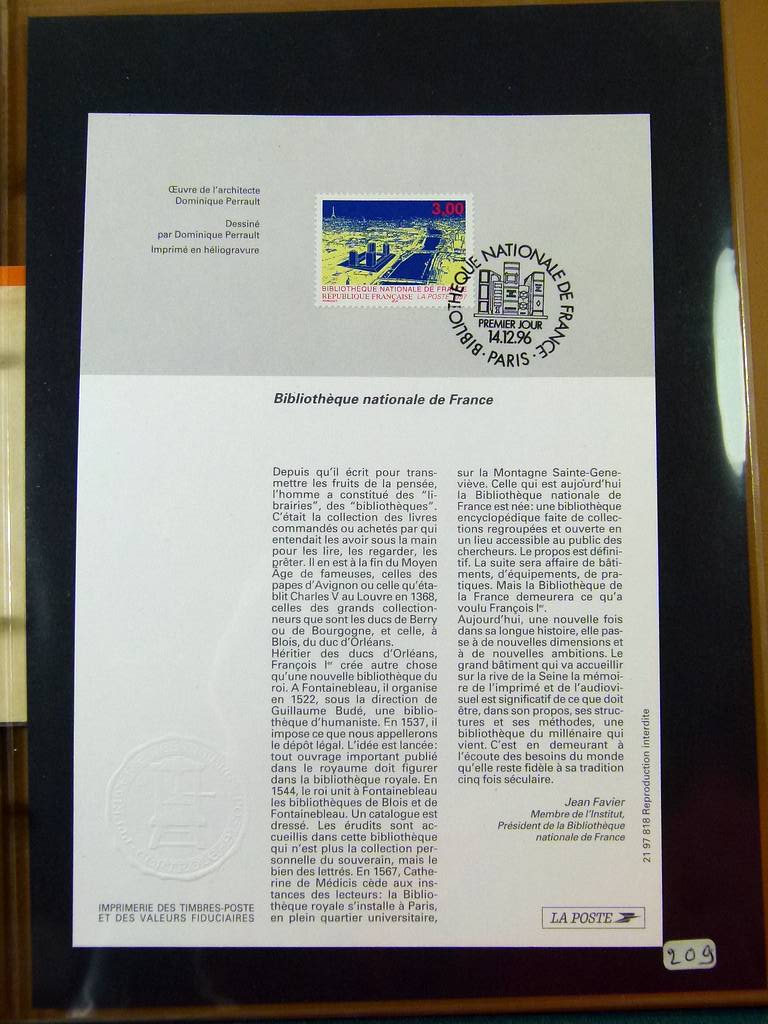 Œuvre de l'architecte
Dominique Perrault
Dessiné
par Dominique Perrault
Imprimé en héliogravure
3,00
BIBLIOTHÈQUE NATIONALE DE FRANCE
RÉPUBLIQUE FRANÇAISE LA POSTE 1997
BIBLIOTHÈQUE NATIONALE DE FRANCE
PREMIER JOUR
14.12.96
· PARIS ·
Bibliothèque nationale de France
Depuis qu'il écrit pour trans-
mettre les fruits de la pensée,
l'homme a constitué des "li-
brairies", des "bibliothèques".
C'était la collection des livres
commandés ou achetés par qui
entendait les avoir sous la main
pour les lire, les regarder, les
prêter. Il en est à la fin du Moyen
Âge de fameuses, celles des
papes d'Avignon ou celle qu'éta-
blit Charles V au Louvre en 1368,
celles des grands collection-
neurs que sont les ducs de Berry
ou de Bourgogne, et celle, à
Blois, du duc d'Orléans.
Héritier des ducs d'Orléans,
François Ier crée autre chose
qu'une nouvelle bibliothèque du
roi. A Fontainebleau, il organise
en 1522, sous la direction de
Guillaume Budé, une biblio-
thèque d'humaniste. En 1537, il
impose ce que nous appellerons
le dépôt légal. L'idée est lancée:
tout ouvrage important publié
dans le royaume doit figurer
dans la bibliothèque royale. En
1544, le roi unit à Fontainebleau
les bibliothèques de Blois et de
Fontainebleau. Un catalogue est
dressé. Les érudits sont ac-
cueillis dans cette bibliothèque
qui n'est plus la collection per-
sonnelle du souverain, mais le
bien des lettrés. En 1567, Cathe-
rine de Médicis cède aux ins-
tances des lecteurs: la Biblio-
thèque royale s'installe à Paris,
en plein quartier universitaire,
sur la Montagne Sainte-Gene-
viève. Celle qui est aujourd'hui
la Bibliothèque nationale de
France est née: une bibliothèque
encyclopédique faite de collec-
tions regroupées et ouverte en
un lieu accessible au public des
chercheurs. Le propos est défini-
tif. La suite sera affaire de bâti-
ments, d'équipements, de pra-
tiques. Mais la Bibliothèque de
la France demeurera ce qu'a
voulu François Ier.
Aujourd'hui, une nouvelle fois
dans sa longue histoire, elle pas-
se à de nouvelles dimensions et
à de nouvelles ambitions. Le
grand bâtiment qui va accueillir
sur la rive de la Seine la mémoi-
re de l'imprimé et de l'audiovi-
suel est significatif de ce que doit
être, dans son propos, ses struc-
tures et ses méthodes, une
bibliothèque du millénaire qui
vient. C'est en demeurant à
l'écoute des besoins du monde
qu'elle reste fidèle à sa tradition
cinq fois séculaire.
Jean Favier
Membre de l'Institut,
Président de la Bibliothèque
nationale de France
21 97 818 Reproduction interdite
IMPRIMERIE DES TIMBRES-POSTE
ET DES VALEURS FIDUCIAIRES
LA POSTE
209